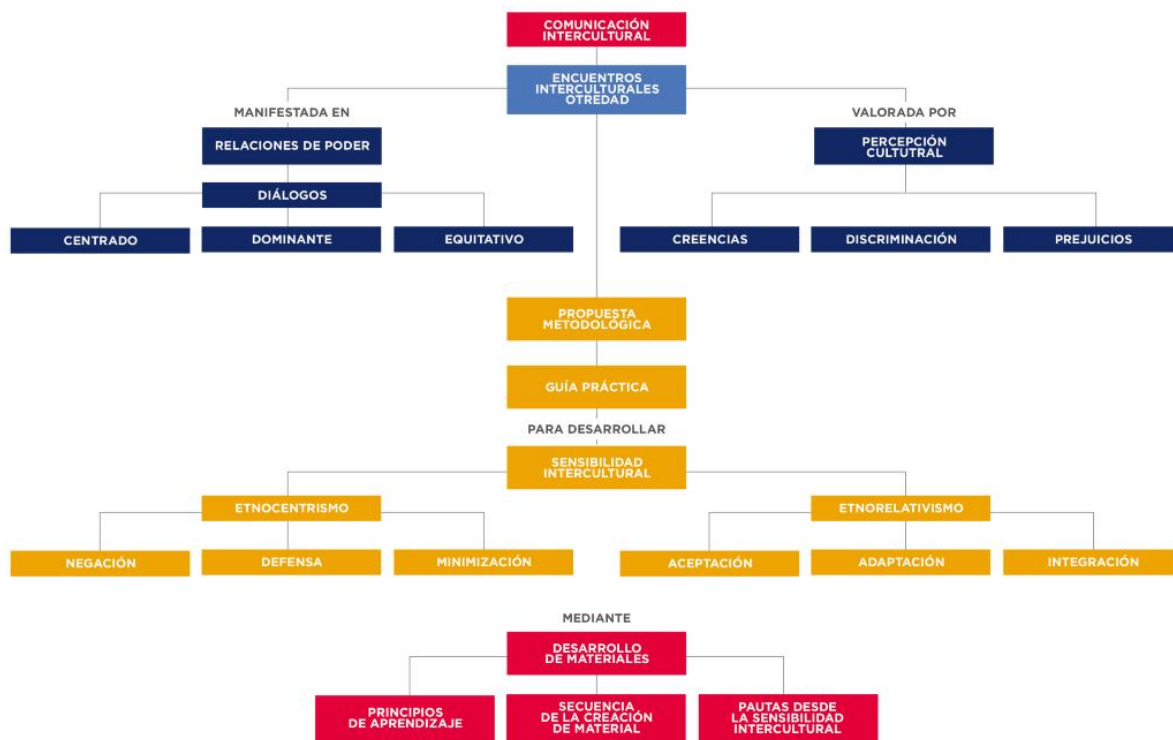 COMUNICACIÓN
INTERCULTURAL
ENCUENTROS
INTERCULTURALES
OTREDAD
MANIFESTADA EN
VALORADA POR
RELACIONES DE PODER
PERCEPCIÓN
CULTUTRAL
DIÁLOGOS
CENTRADO
DOMINANTE
EQUITATIVO
CREENCIAS
DISCRIMINACIÓN
PREJUICIOS
PROPUESTA
METODOLÓGICA
GUÍA PRÁCTICA
PARA DESARROLLAR
SENSIBILIDAD
INTERCULTURAL
ETNOCENTRISMO
ETNORELATIVISMO
NEGACIÓN
DEFENSA
MINIMIZACIÓN
ACEPTACIÓN
ADAPTACIÓN
INTEGRACIÓN
MEDIANTE
DESARROLLO
DE MATERIALES
PRINCIPIOS
DE APRENDIZAJE
SECUENCIA
DE LA CREACIÓN
DE MATERIAL
PAUTAS DESDE
LA SENSIBILIDAD
INTERCULTURAL